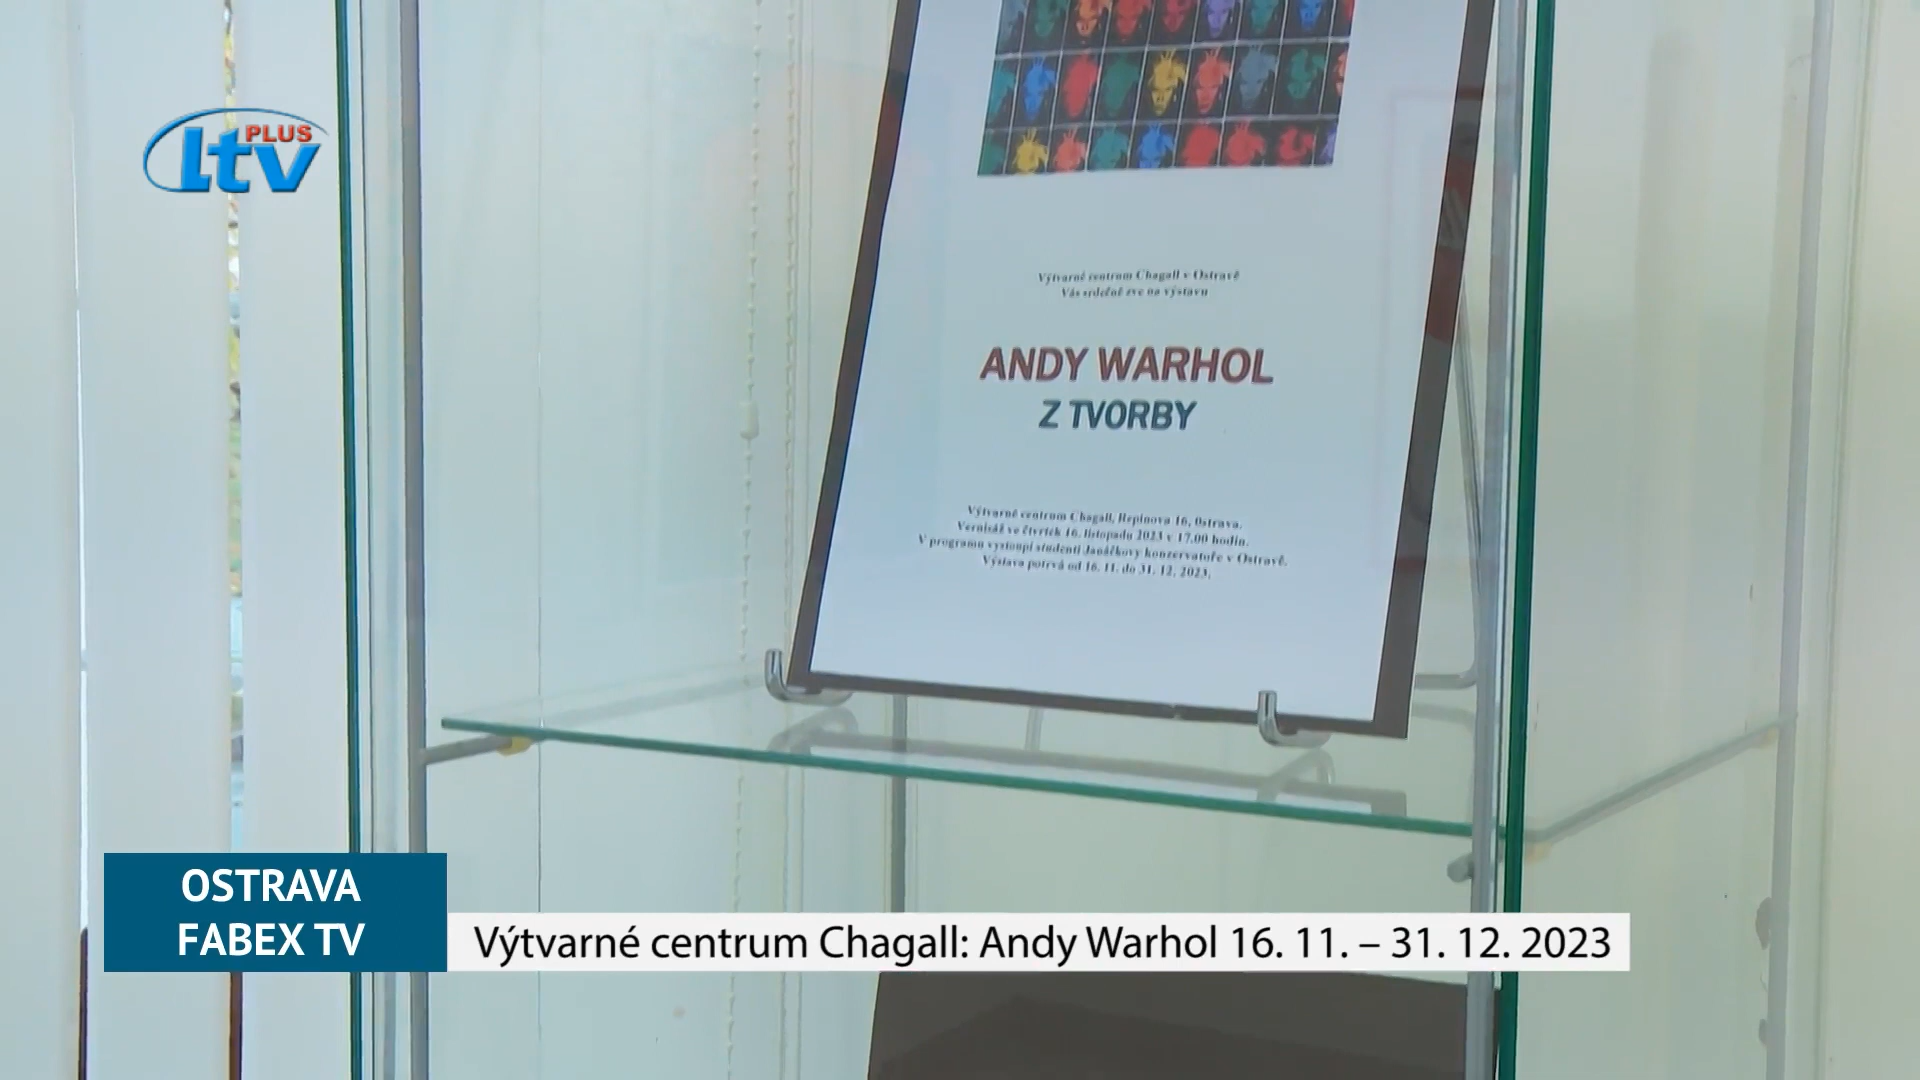 PLUS
ltv
Výtvarné centrum Chagall v Ostravě
Vás srdečně zve na výstavu
ANDY WARHOL
Z TVORBY
Výtvarné centrum Chagall, Repinova 16, Ostrava.
Vernisáž ve čtvrtek 16. listopadu 2023 v 17.00 hodin.
V programu vystoupí studenti Janáčkovy konzervatoře v Ostravě.
Výstava potrvá od 16. 11. do 31. 12. 2023.
OSTRAVA
FABEX TV
Výtvarné centrum Chagall: Andy Warhol 16. 11. – 31. 12. 2023